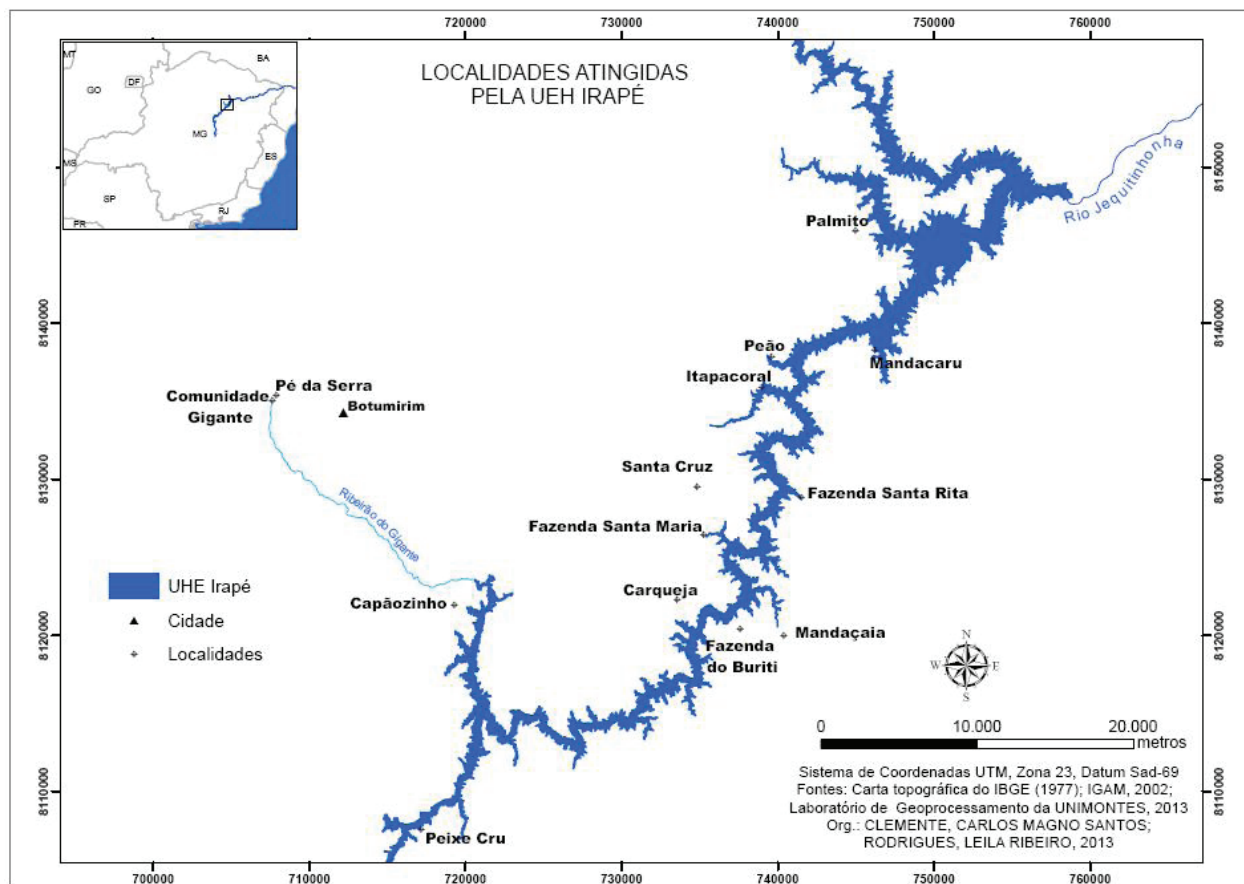 720000
730000
740000
750000
760000
MT
BA
GO
DF
MG
MS
ES
SP
RJ
PR
LOCALIDADES ATINGIDAS
PELA UEH IRAPÉ
8150000
8150000
Rio Jequitinhonha
Palmito
8140000
8140000
Peão
Mandacaru
Itapacoral
Pé da Serra
Comunidade
Gigante
Botumirim
8130000
8130000
Santa Cruz
Fazenda Santa Rita
Ribeirão do Gigante
Fazenda Santa Maria
UHE Irapé
Carqueja
Capãozinho
Cidade
8120000
8120000
Mandaçaia
Fazenda
do Buriti
Localidades
N
W
E
S
0
10.000
20.000
metros
Sistema de Coordenadas UTM, Zona 23, Datum Sad-69
Fontes: Carta topográfica do IBGE (1977); IGAM, 2002;
Laboratório de Geoprocessamento da UNIMONTES, 2013
Org.: CLEMENTE, CARLOS MAGNO SANTOS;
RODRIGUES, LEILA RIBEIRO, 2013
8110000
8110000
Peixe Cru
700000
710000
720000
730000
740000
750000
760000